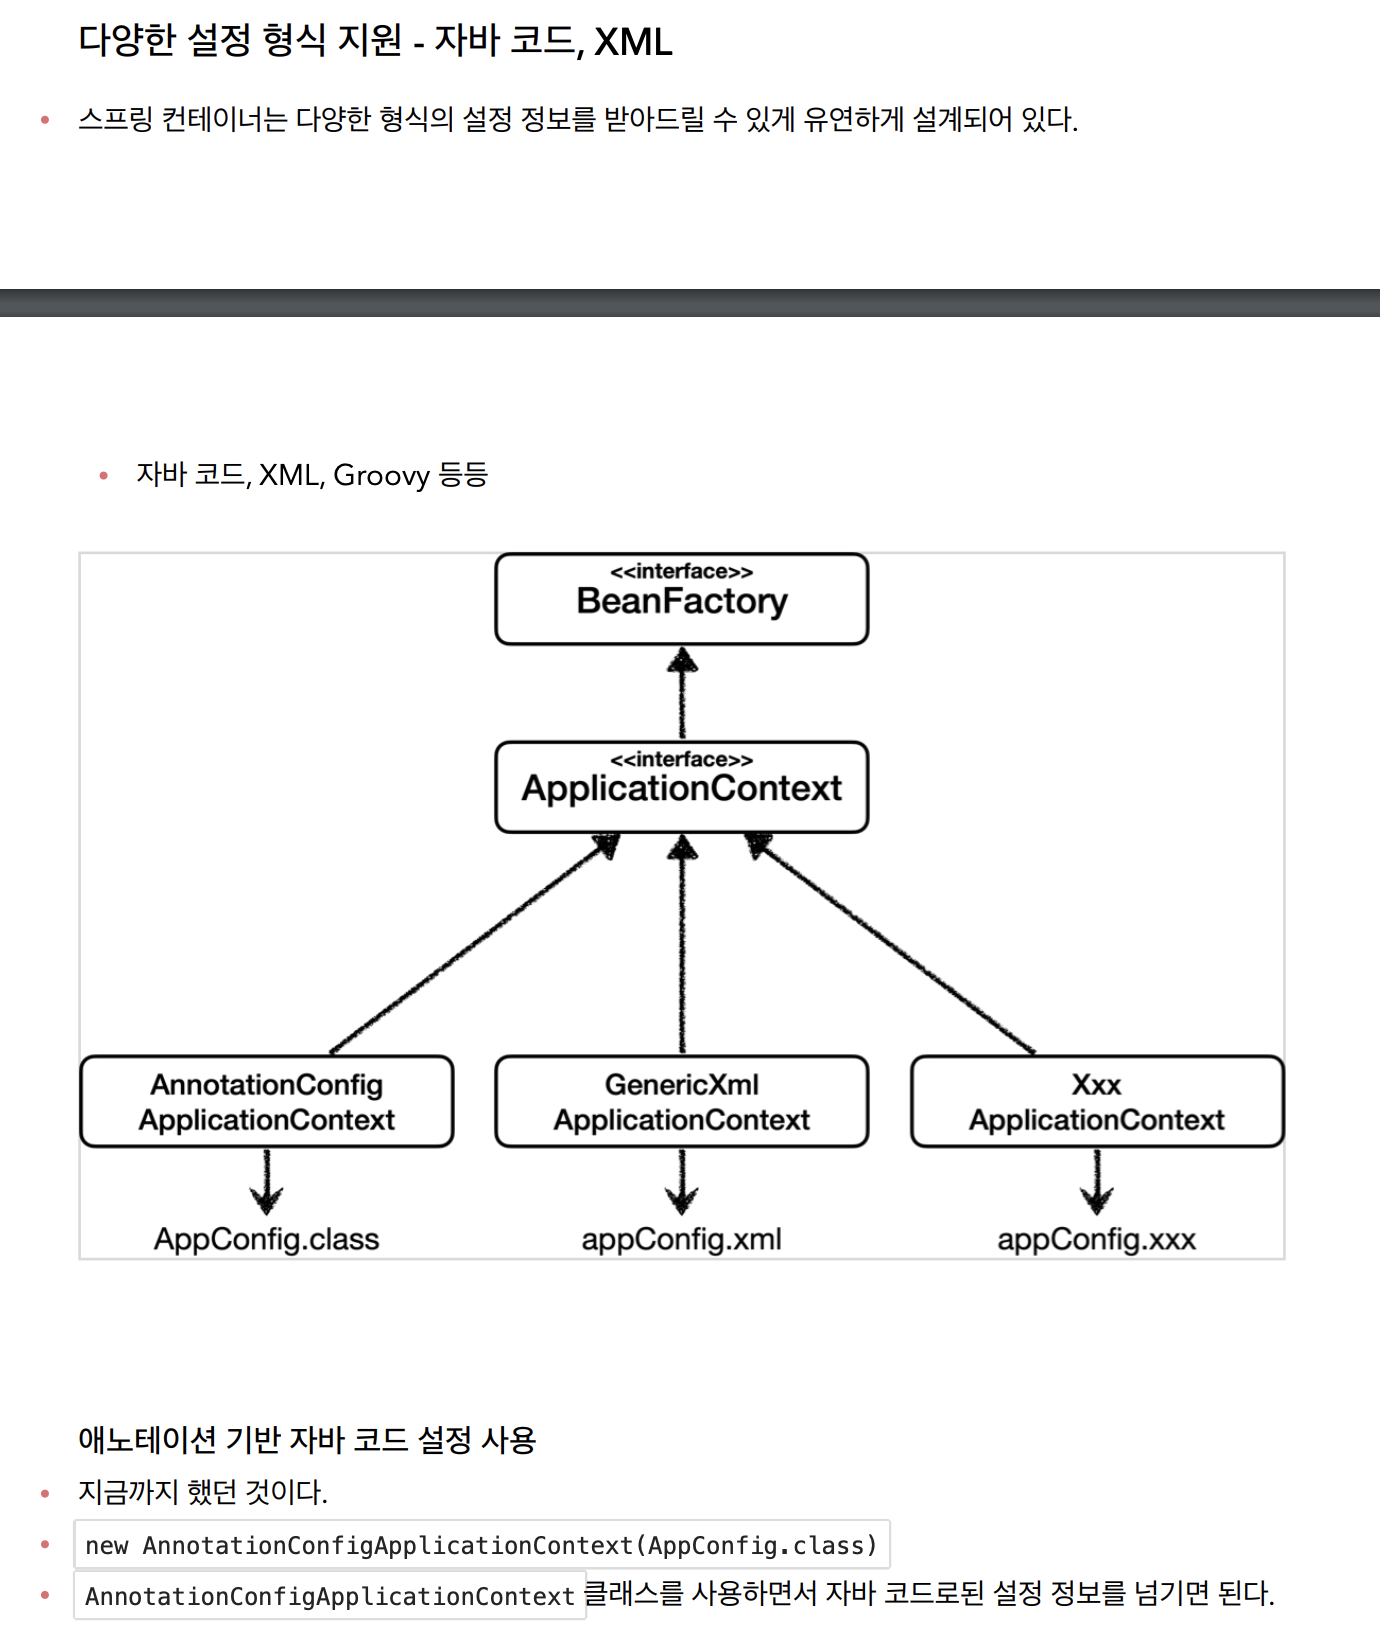 다양한 설정 형식 지원 - 자바 코드, XML
스프링 컨테이너는 다양한 형식의 설정 정보를 받아드릴 수 있게 유연하게 설계되어 있다.
자바 코드, XML, Groovy 등등
<<interface>>
BeanFactory
<<interface>>
ApplicationContext
AnnotationConfig
ApplicationContext
GenericXml
ApplicationContext
Xxx
ApplicationContext
AppConfig.class
appConfig.xml
appConfig.xxx
애노테이션 기반 자바 코드 설정 사용
지금까지 했던 것이다.
new AnnotationConfigApplicationContext(AppConfig.class)
AnnotationConfigApplicationContext 클래스를 사용하면서 자바 코드로된 설정 정보를 넘기면 된다.